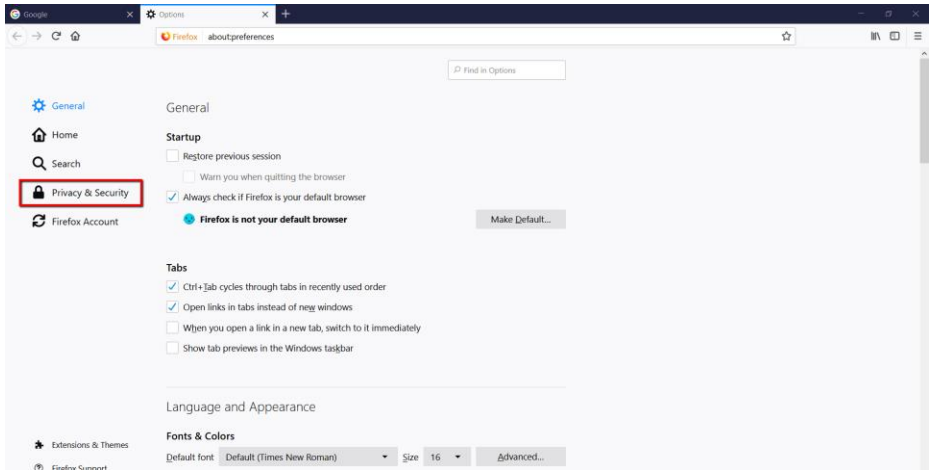 Google
Options
Firefox about:preferences
Find in Options
General
Home
Search
Privacy & Security
Firefox Account
Extensions & Themes
Firefox Support
General
Startup
Restore previous session
Warn you when quitting the browser
Always check if Firefox is your default browser
Firefox is not your default browser Make Default...
Tabs
Ctrl+Tab cycles through tabs in recently used order
Open links in tabs instead of new windows
When you open a link in a new tab, switch to it immediately
Show tab previews in the Windows taskbar
Language and Appearance
Fonts & Colors
Default font Default (Times New Roman) Size 16 Advanced...